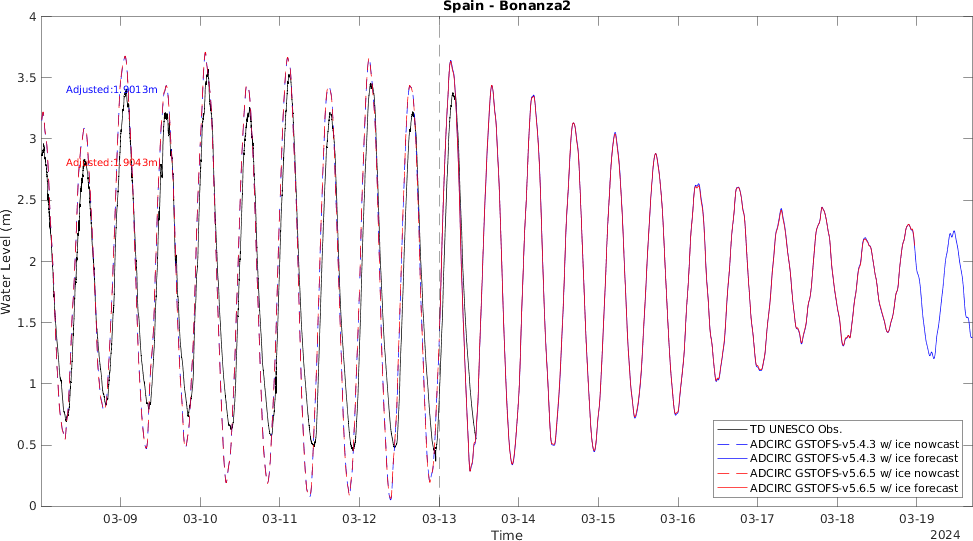 Spain - Bonanza2
4
3.5
3
2.5
2
1.5
1
0.5
0
Water Level (m)
Adjusted:1.9013m
Adjusted:1.9043m
TD UNESCO Obs.
ADCIRC GSTOFS-v5.4.3 w/ ice nowcast
ADCIRC GSTOFS-v5.4.3 w/ ice forecast
ADCIRC GSTOFS-v5.6.5 w/ ice nowcast
ADCIRC GSTOFS-v5.6.5 w/ ice forecast
03-09 03-10 03-11 03-12 03-13 03-14 03-15 03-16 03-17 03-18 03-19
Time
2024